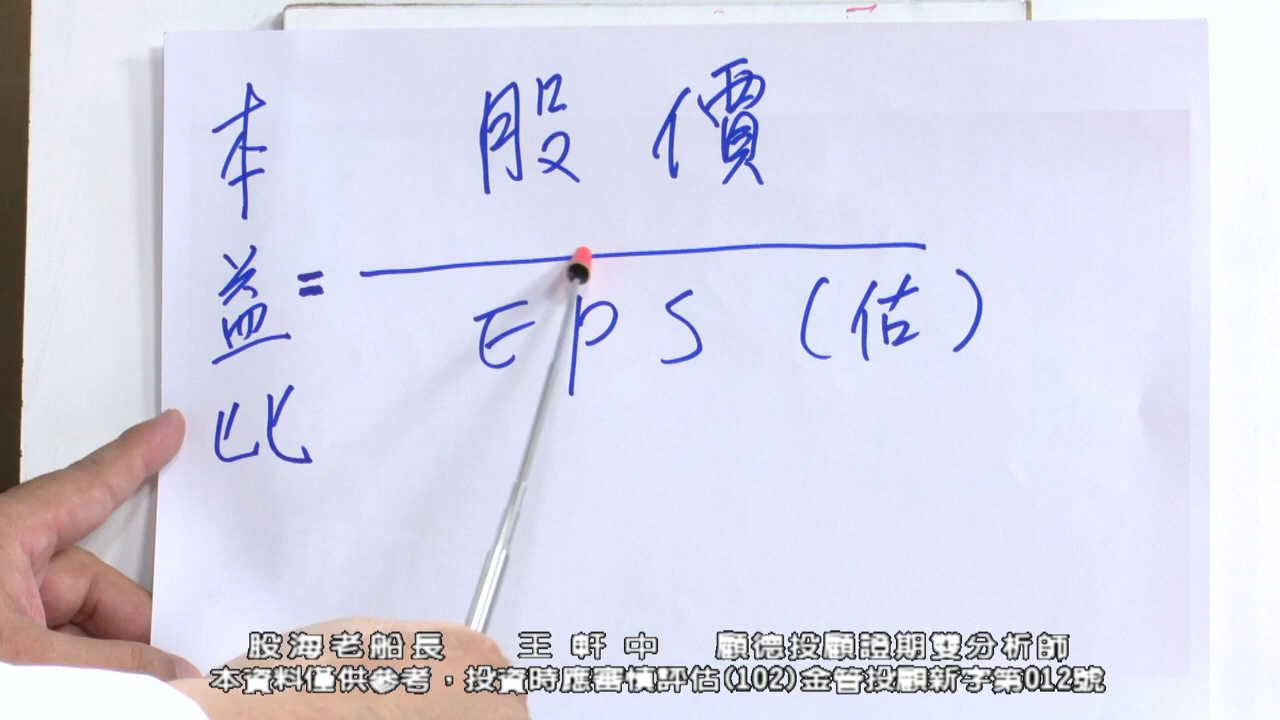 股價
本益比 =
EPS (估)
股海老船長 王軒中 顧德投顧證期雙分析師
本資料僅供參考，投資時應審慎評估(102)金管投顧新字第012號